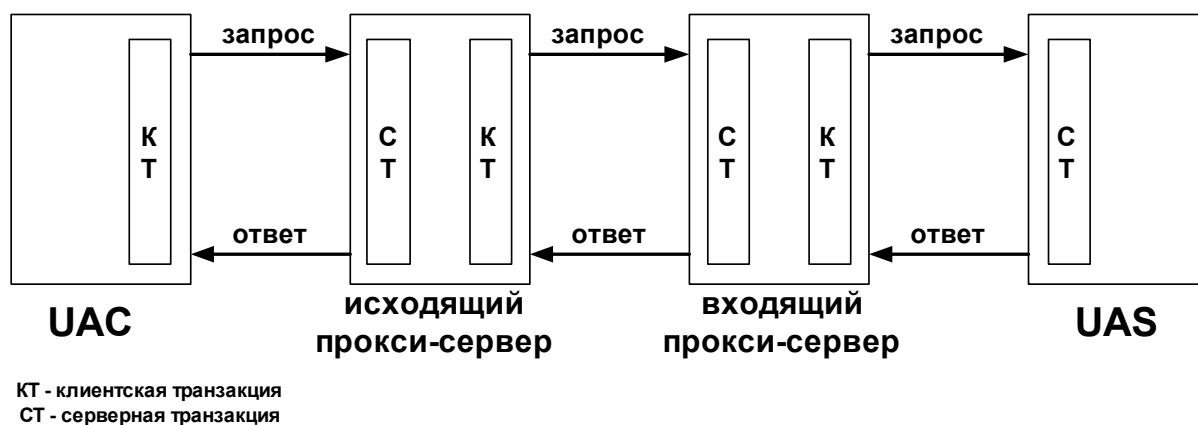 запрос запрос запрос
К Т
С Т
К Т
С Т
К Т
С Т
ответ ответ ответ
UAC
исходящий
прокси-сервер
входящий
прокси-сервер
UAS
КТ - клиентская транзакция
СТ - серверная транзакция